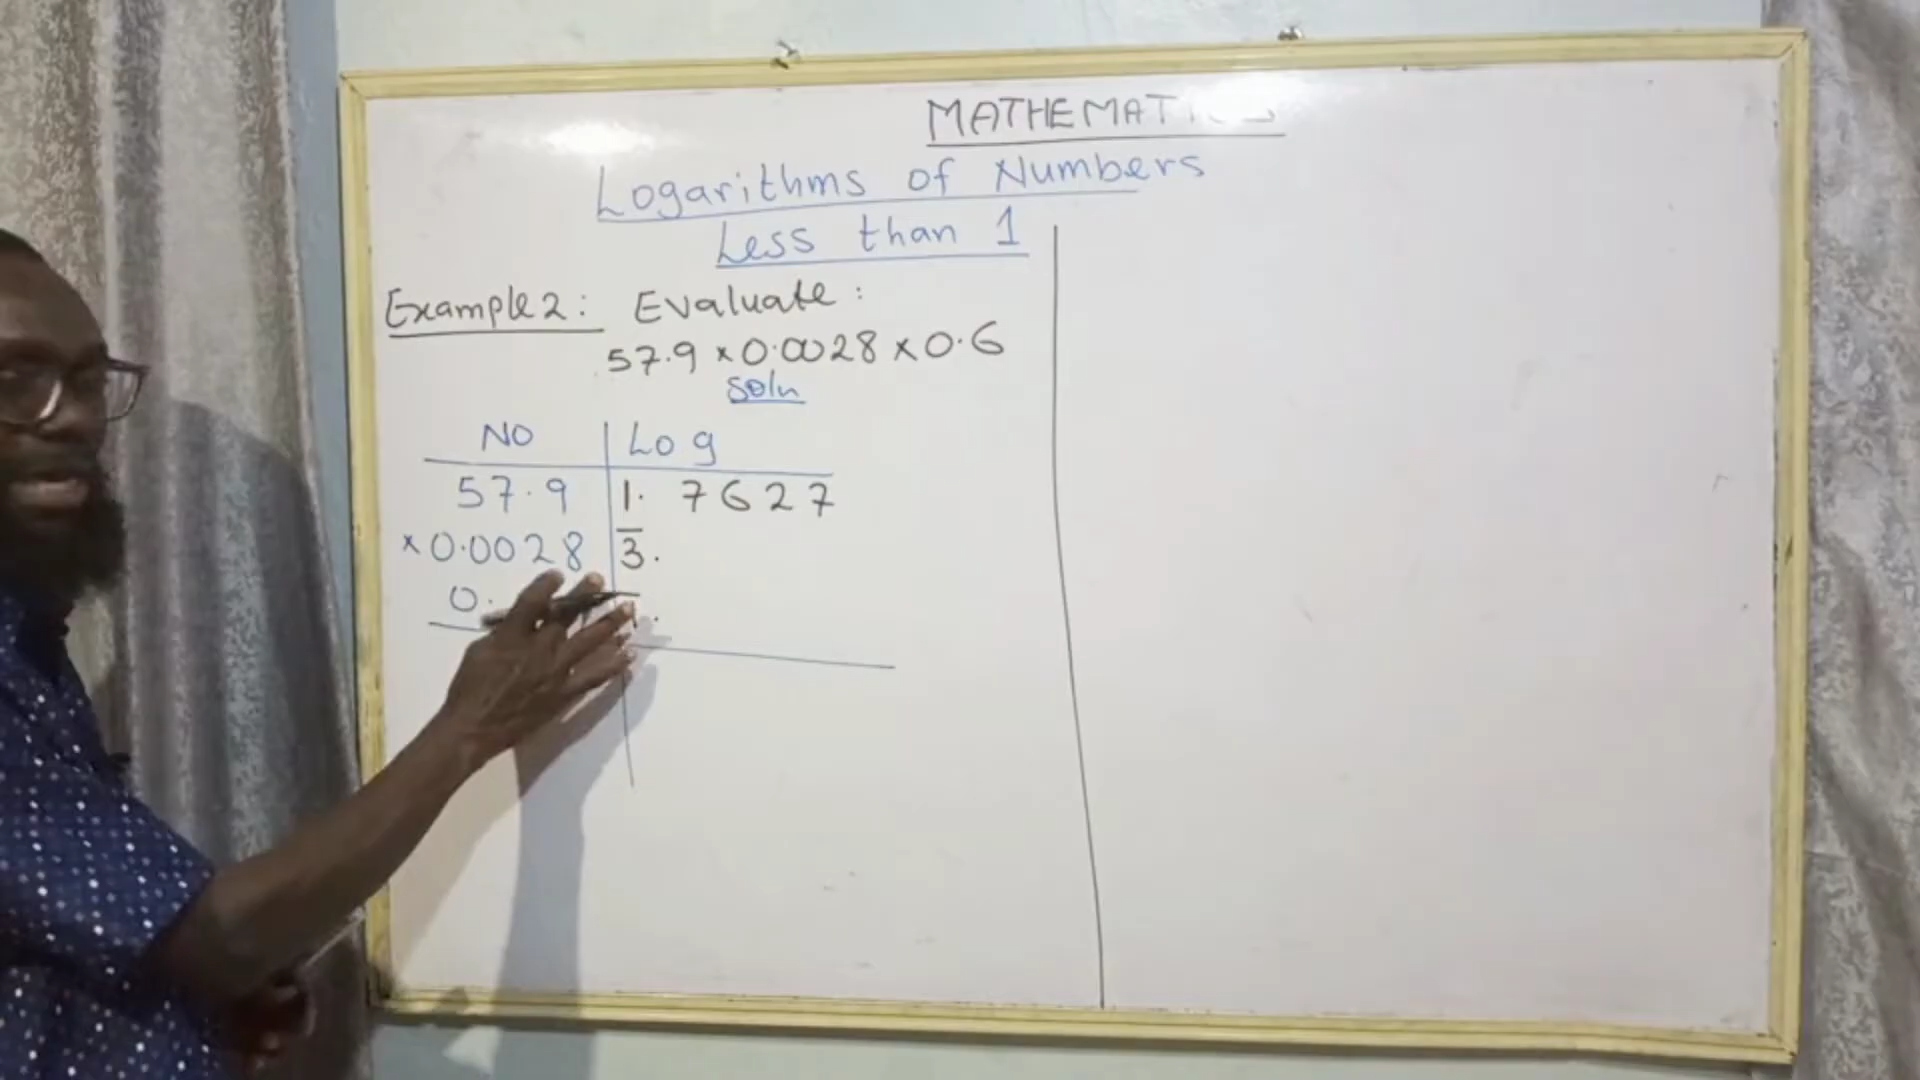 MATHEMATICS
Logarithms of Numbers
Less than 1
Example 2: Evaluate:
57.9 × 0.0028 × 0.6
Soln
No Log
57.9 1. 7627
× 0.0028 3̅.
0. 1̅.